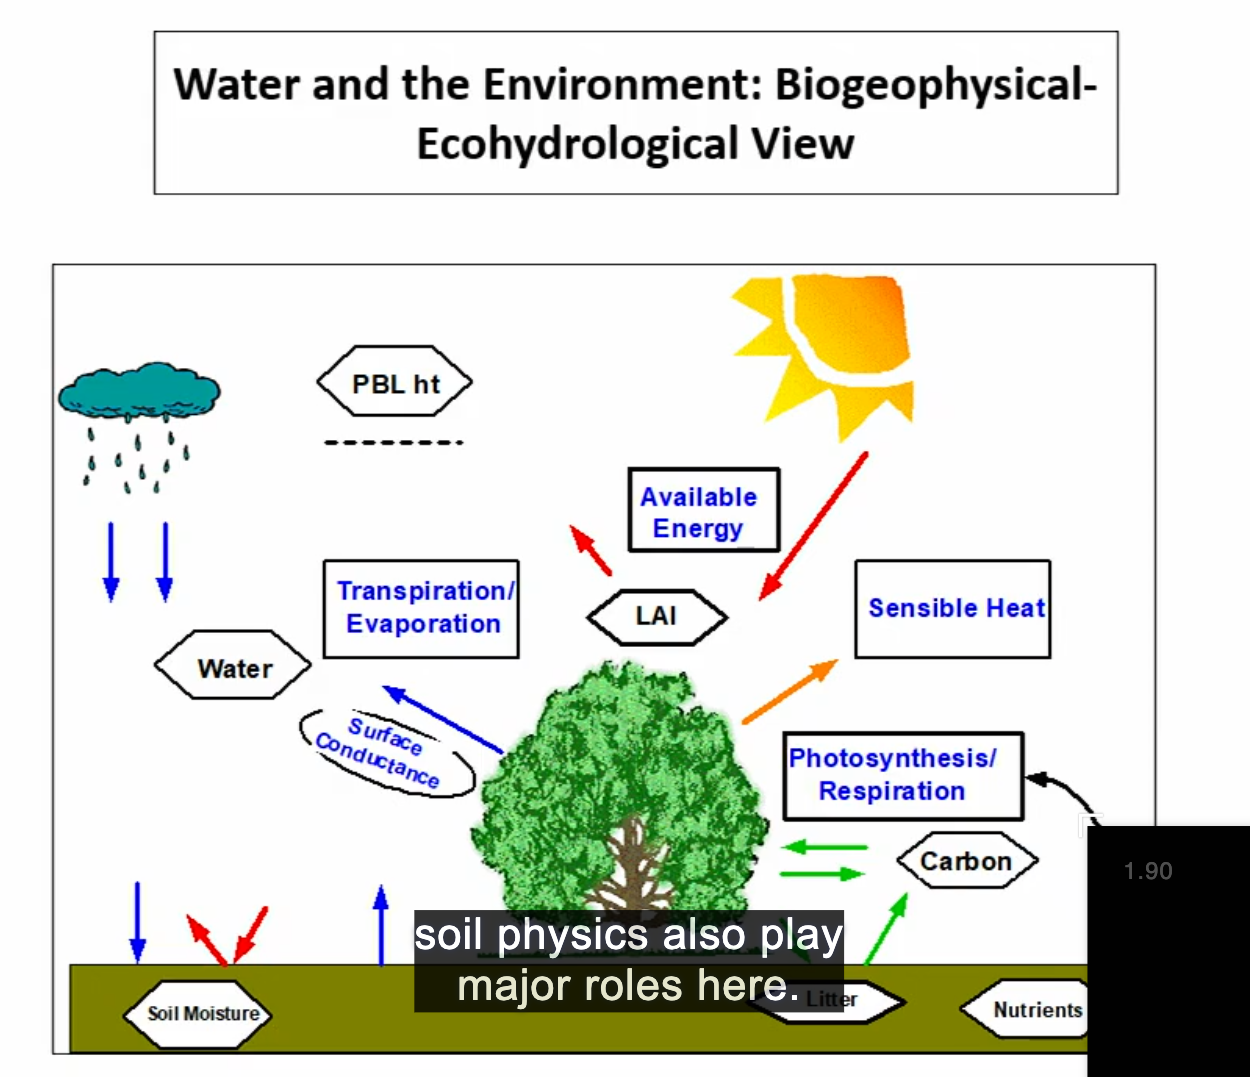 Water and the Environment: Biogeophysical-
Ecohydrological View
PBL ht
Available
Energy
Transpiration/
Evaporation
LAI
Sensible Heat
Water
Surface
Conductance
Photosynthesis/
Respiration
Carbon
1.90
soil physics also play
major roles here.
Soil Moisture
Litter
Nutrients